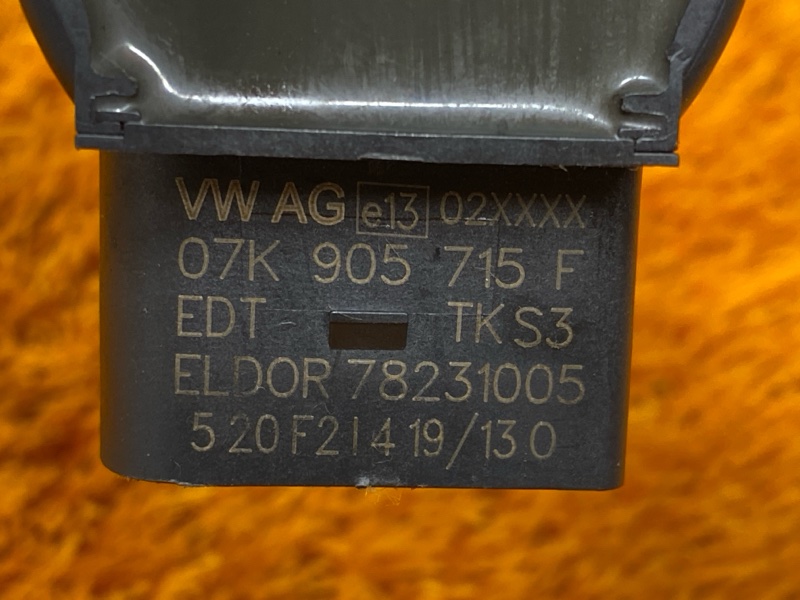 VW AG e13 02XXXX
07K 905 715 F
EDT TKS3
ELDOR 78231005
520F21419/130